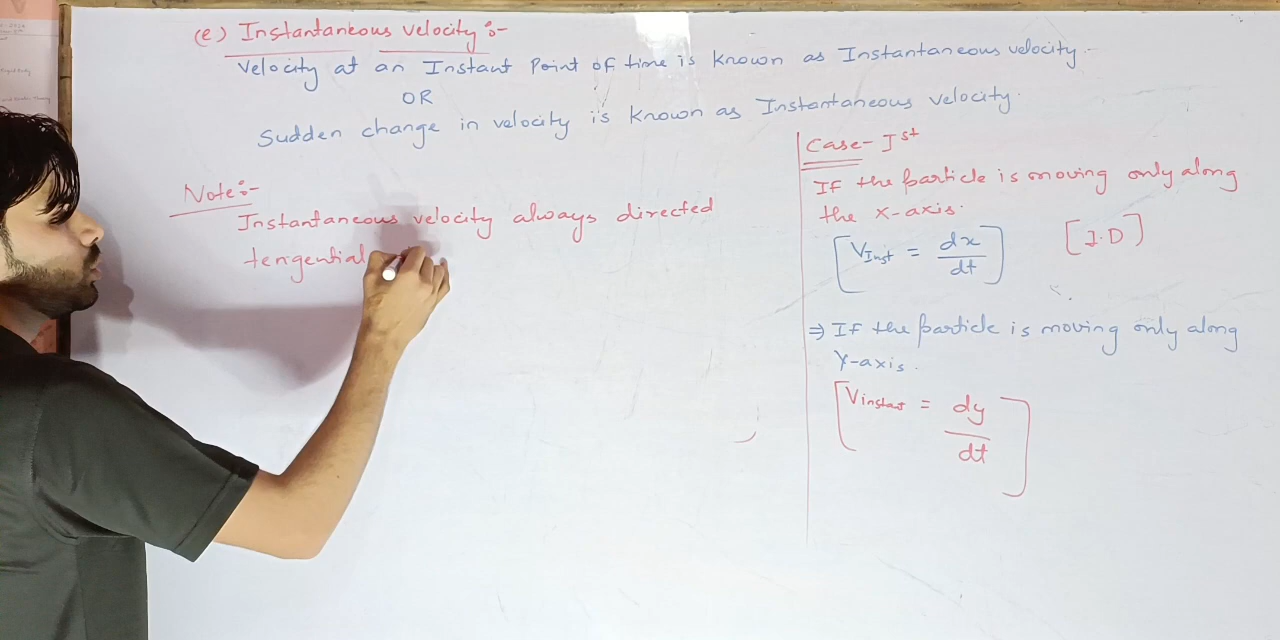 (e) Instantaneous velocity :-
Velocity at an Instant Point of time is known as Instantaneous velocity.
OR
Sudden change in velocity is known as Instantaneous velocity.
Note:-
Instantaneous velocity always directed
tengential
Case - Ist
If the particle is moving only along
the x-axis.
[V Inst = dx/dt] [1.D]
⇒ If the particle is moving only along
Y-axis.
[V instant = dy/dt]